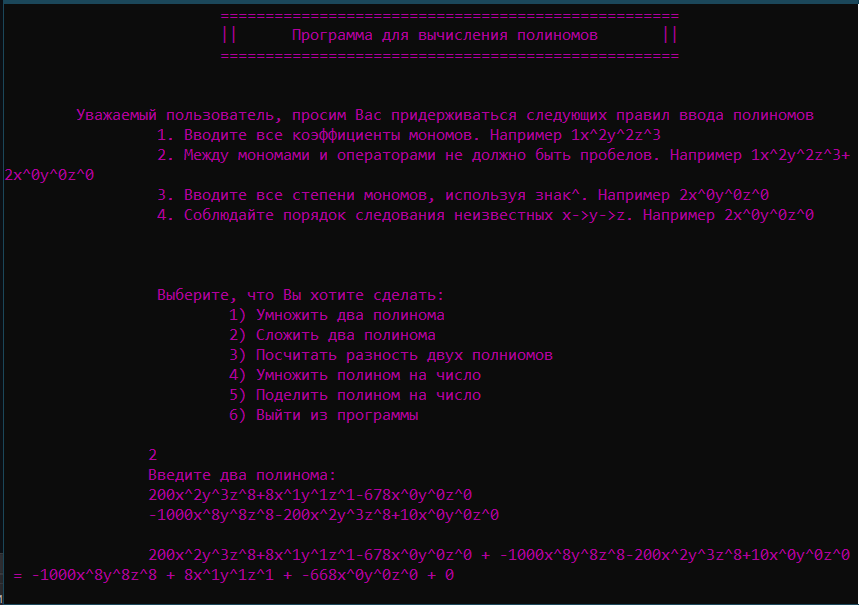 ===================================================
|| Программа для вычисления полиномов ||
===================================================
Уважаемый пользователь, просим Вас придерживаться следующих правил ввода полиномов
1. Вводите все коэффициенты мономов. Например 1x^2y^2z^3
2. Между мономами и операторами не должно быть пробелов. Например 1x^2y^2z^3+
2x^0y^0z^0
3. Вводите все степени мономов, используя знак^. Например 2x^0y^0z^0
4. Соблюдайте порядок следования неизвестных x->y->z. Например 2x^0y^0z^0
Выберите, что Вы хотите сделать:
1) Умножить два полинома
2) Сложить два полинома
3) Посчитать разность двух полниомов
4) Умножить полином на число
5) Поделить полином на число
6) Выйти из программы
2
Введите два полинома:
200x^2y^3z^8+8x^1y^1z^1-678x^0y^0z^0
-1000x^8y^8z^8-200x^2y^3z^8+10x^0y^0z^0
200x^2y^3z^8+8x^1y^1z^1-678x^0y^0z^0 + -1000x^8y^8z^8-200x^2y^3z^8+10x^0y^0z^0
= -1000x^8y^8z^8 + 8x^1y^1z^1 + -668x^0y^0z^0 + 0